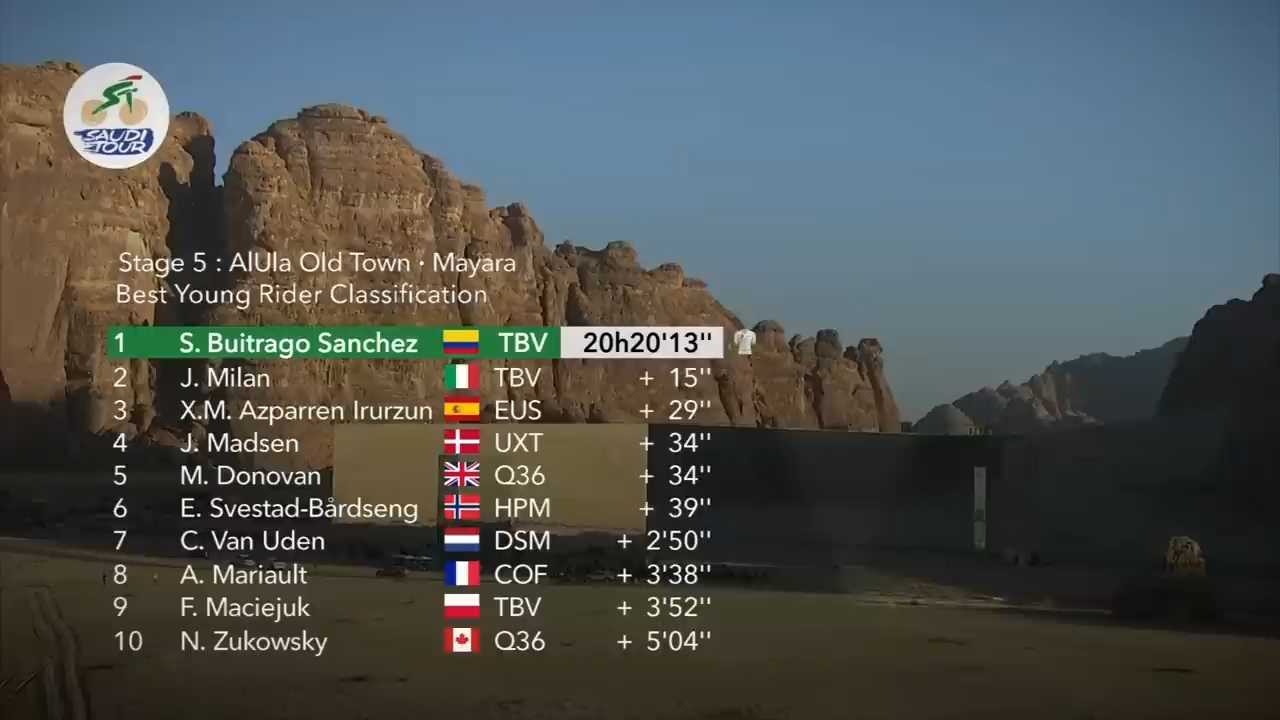 SAUDI
TOUR
Stage 5 : AlUla Old Town · Mayara
Best Young Rider Classification
1 S. Buitrago Sanchez TBV 20h20'13''
2 J. Milan TBV + 15''
3 X.M. Azparren Irurzun EUS + 29''
4 J. Madsen UXT + 34''
5 M. Donovan Q36 + 34''
6 E. Svestad-Bårdseng HPM + 39''
7 C. Van Uden DSM + 2'50''
8 A. Mariault COF + 3'38''
9 F. Maciejuk TBV + 3'52''
10 N. Zukowsky Q36 + 5'04''